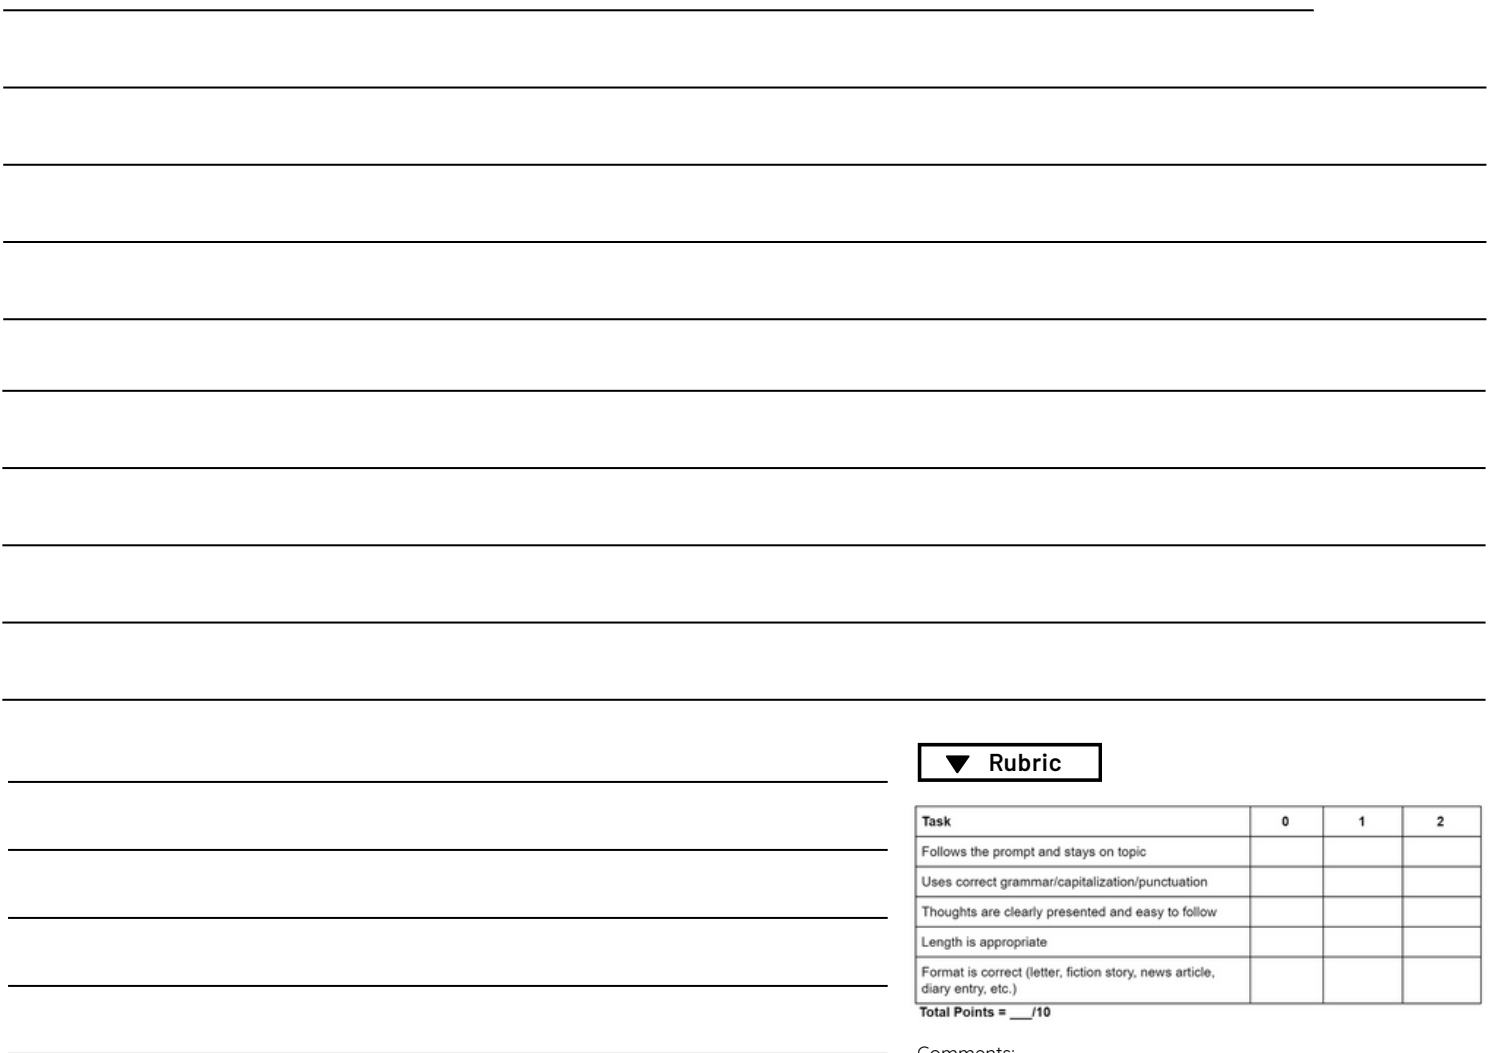 ▼ Rubric
Task 0 1 2
Follows the prompt and stays on topic
Uses correct grammar/capitalization/punctuation
Thoughts are clearly presented and easy to follow
Length is appropriate
Format is correct (letter, fiction story, news article,
diary entry, etc.)
Total Points = ___/10
Comments: